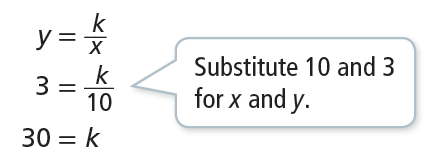 y = k/x
3 = k/10
Substitute 10 and 3
for x and y.
30 = k